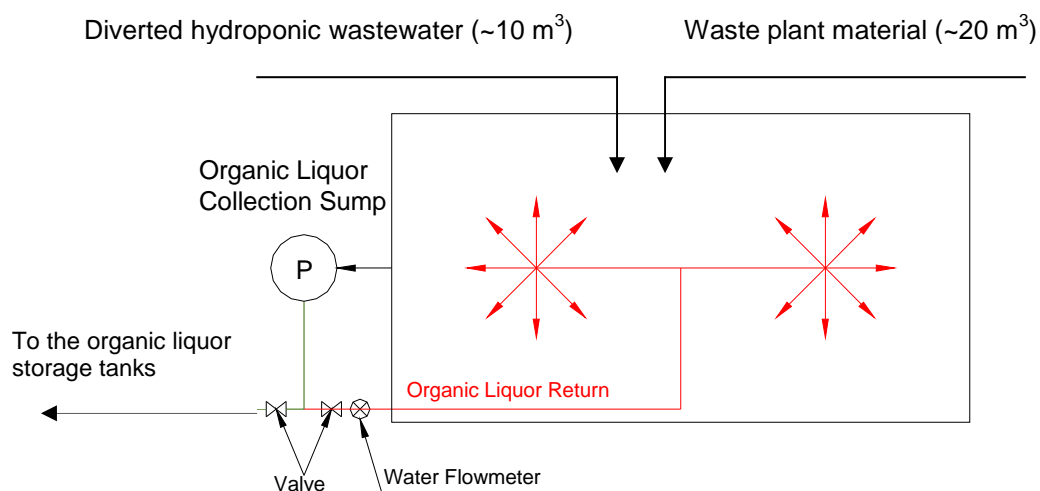 Diverted hydroponic wastewater (~10 m³)
Waste plant material (~20 m³)
Organic Liquor
Collection Sump
P
To the organic liquor
storage tanks
Organic Liquor Return
Valve
Water Flowmeter